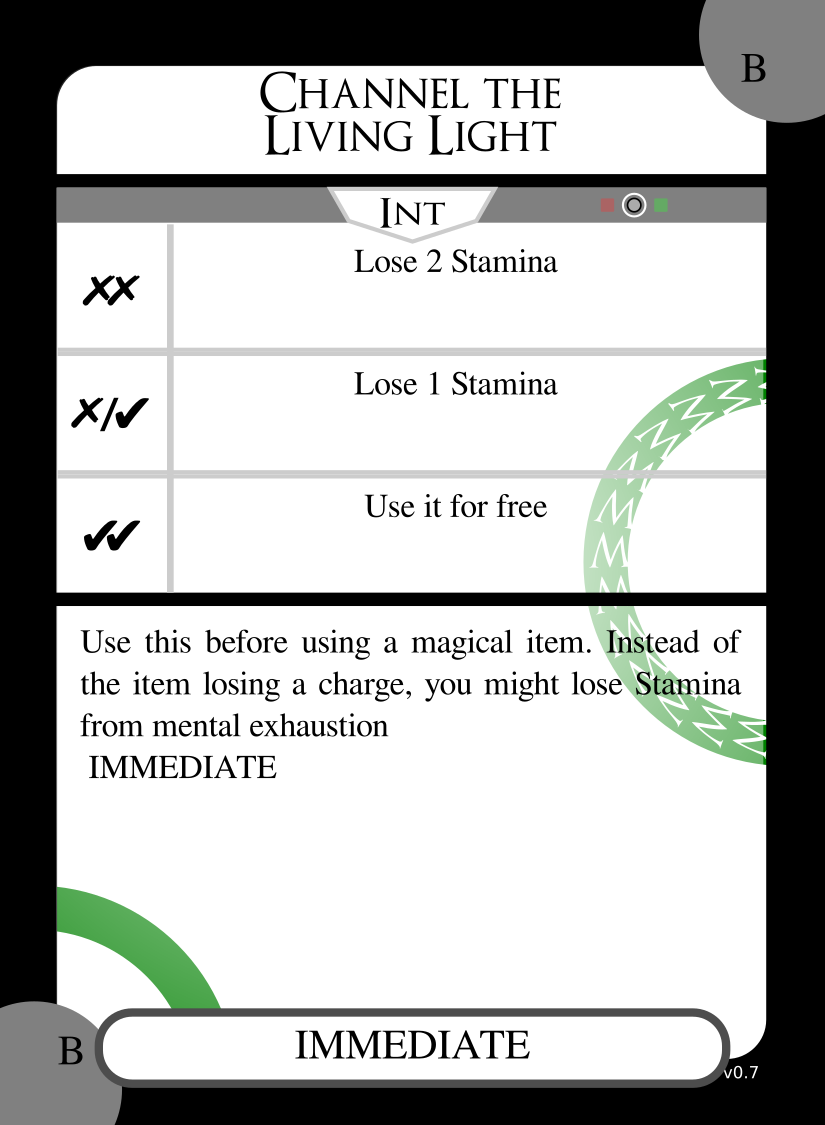 B
CHANNEL THE
LIVING LIGHT
INT
✗✗
Lose 2 Stamina
✗/✔
Lose 1 Stamina
✔✔
Use it for free
M M M M M M M M M M M M M M
Use this before using a magical item. Instead of
the item losing a charge, you might lose Stamina
from mental exhaustion
IMMEDIATE
B
IMMEDIATE
v0.7